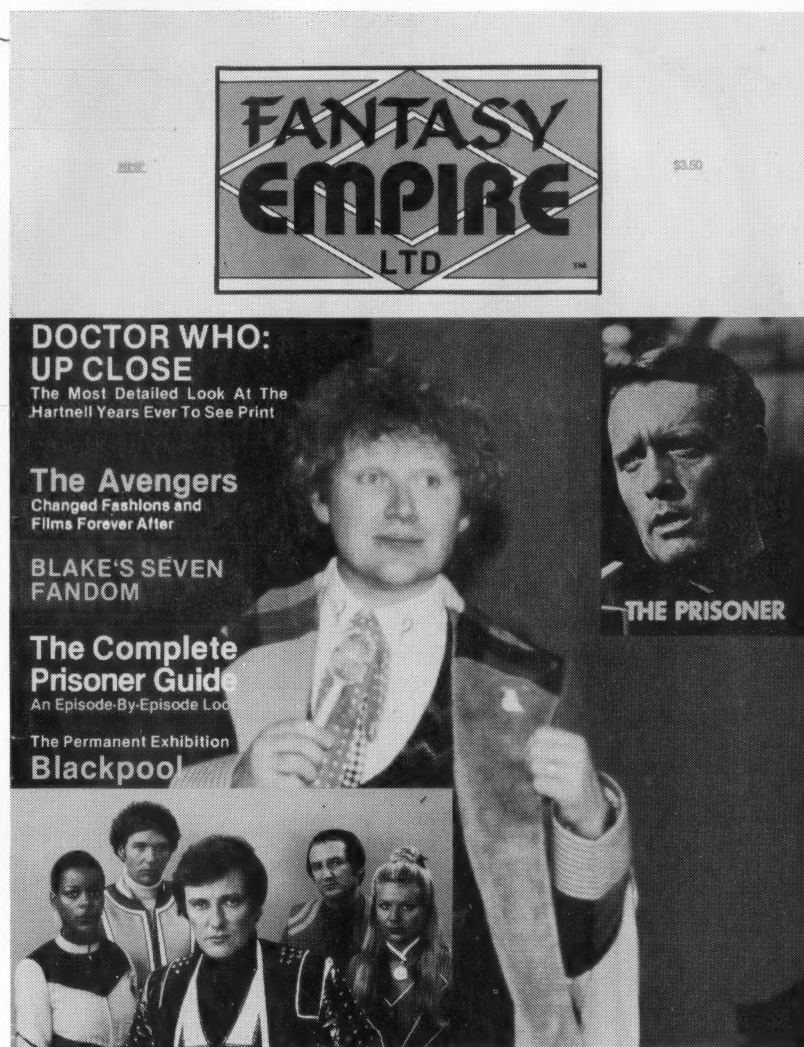 FANTASY
EMPIRE
LTD
TM
$3.50
DOCTOR WHO:
UP CLOSE
The Most Detailed Look At The
Hartnell Years Ever To See Print
The Avengers
Changed Fashions and
Films Forever After
BLAKE'S SEVEN
FANDOM
The Complete
Prisoner Guide
An Episode-By-Episode Loo
The Permanent Exhibition
Blackpool
THE PRISONER